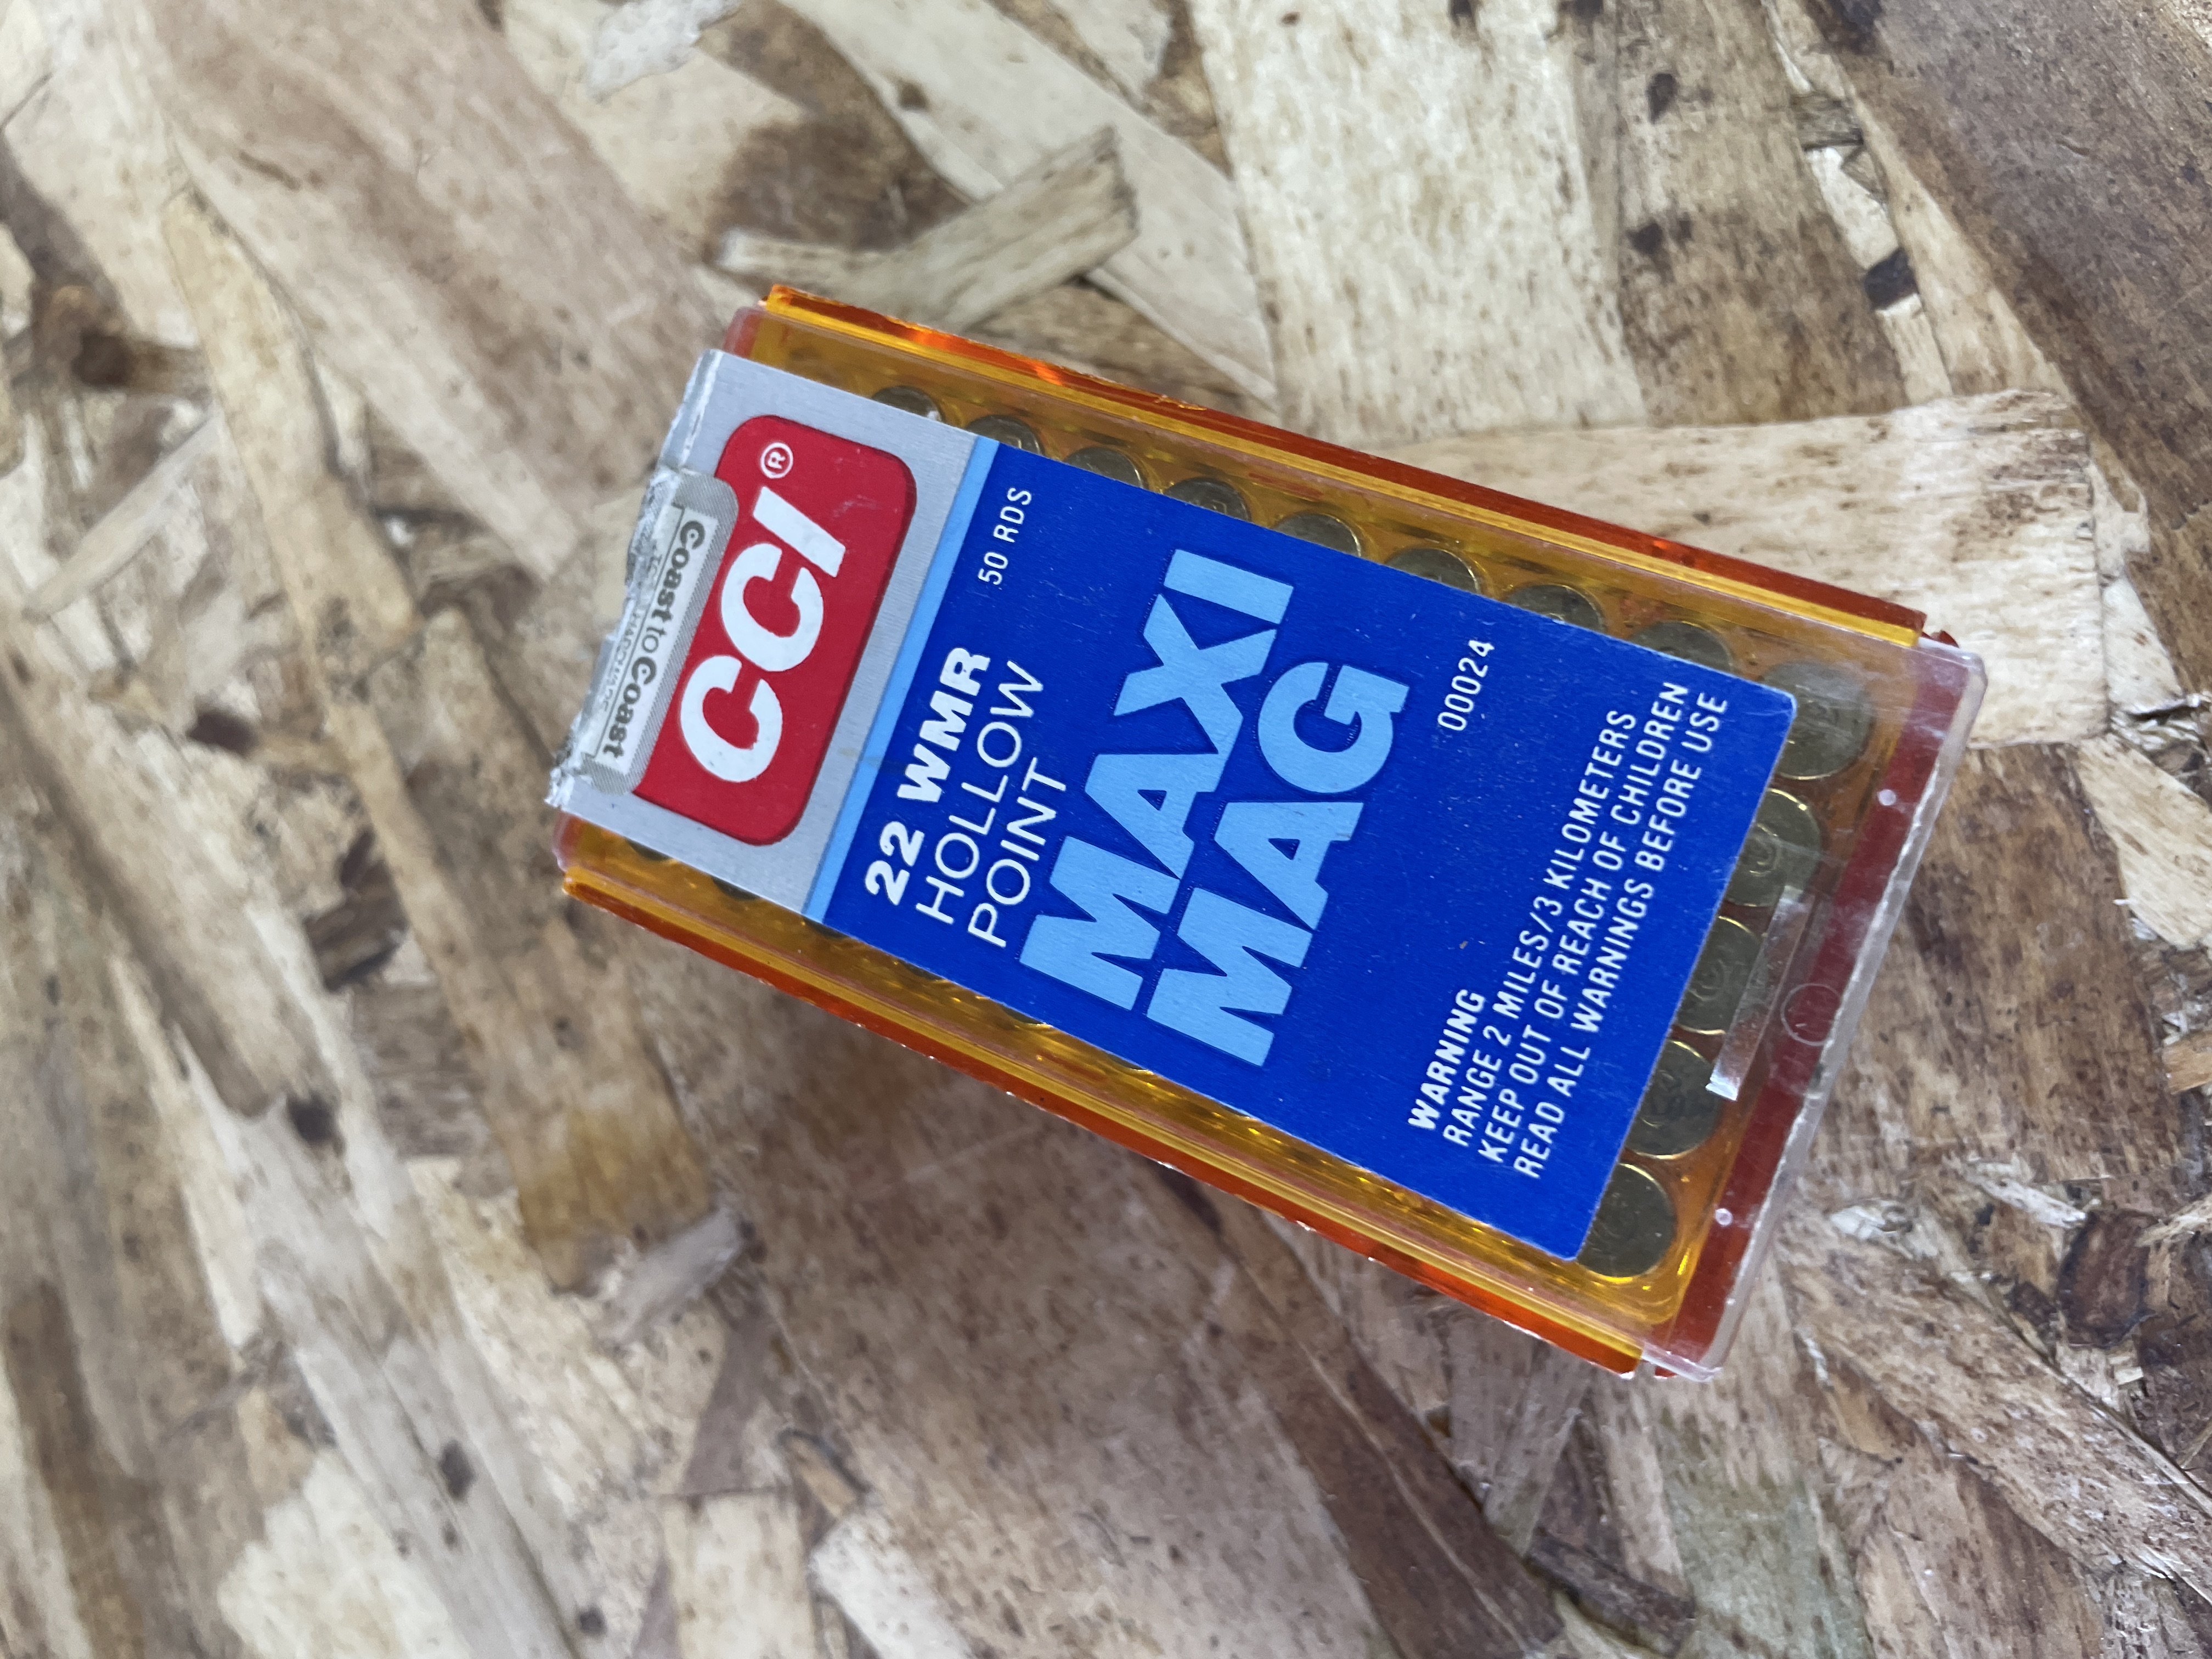 Coast to Coast
HARDWARE
CCI®
50 RDS
22 WMR
HOLLOW
POINT
MAXI
MAG
00024
WARNING
RANGE 2 MILES/3 KILOMETERS
KEEP OUT OF REACH OF CHILDREN
READ ALL WARNINGS BEFORE USE